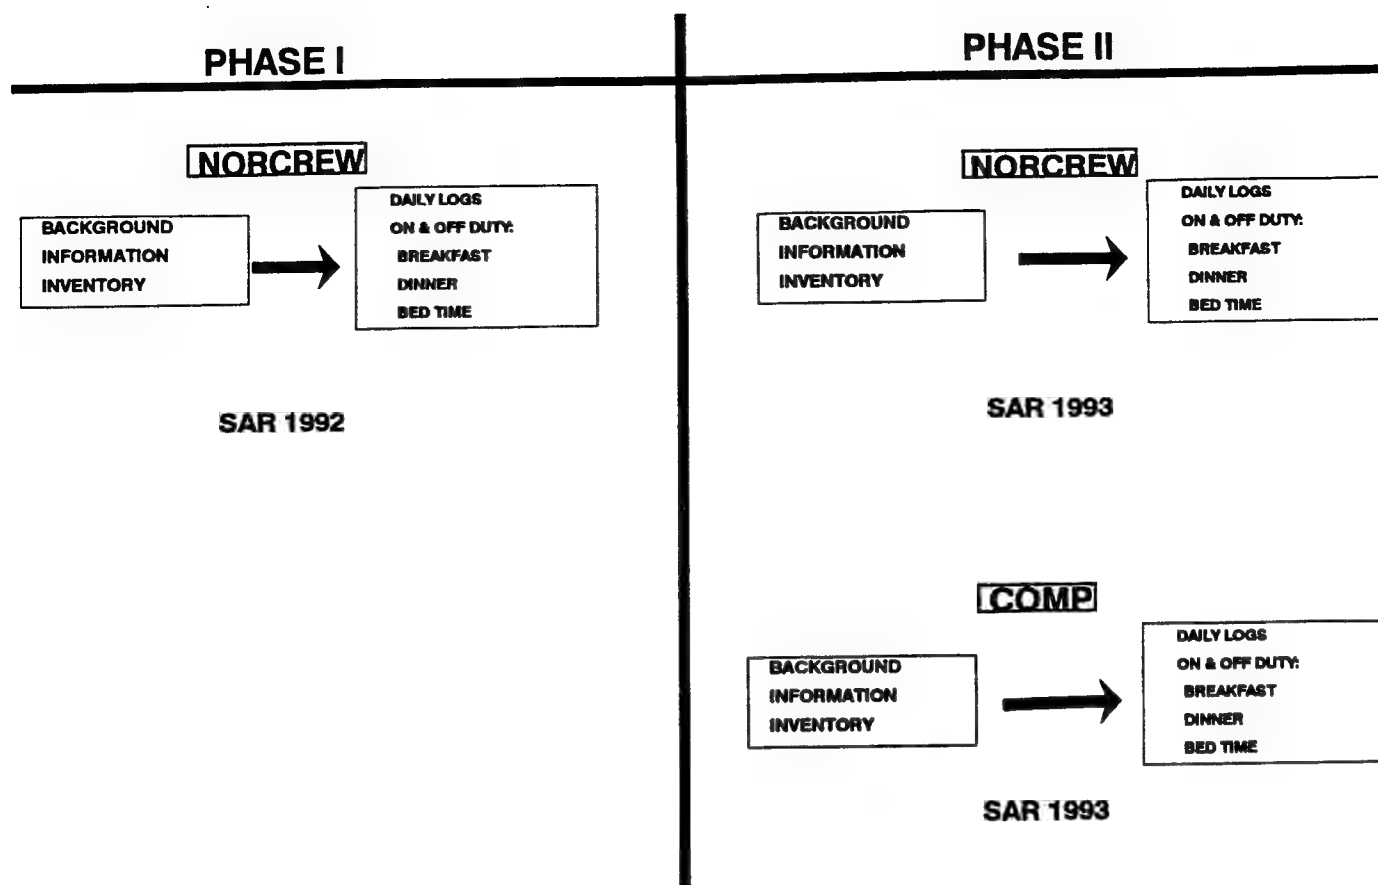 PHASE I
NORCREW
BACKGROUND
INFORMATION
INVENTORY
DAILY LOGS
ON & OFF DUTY:
BREAKFAST
DINNER
BED TIME
SAR 1992
PHASE II
NORCREW
BACKGROUND
INFORMATION
INVENTORY
DAILY LOGS
ON & OFF DUTY:
BREAKFAST
DINNER
BED TIME
SAR 1993
COMP
BACKGROUND
INFORMATION
INVENTORY
DAILY LOGS
ON & OFF DUTY:
BREAKFAST
DINNER
BED TIME
SAR 1993